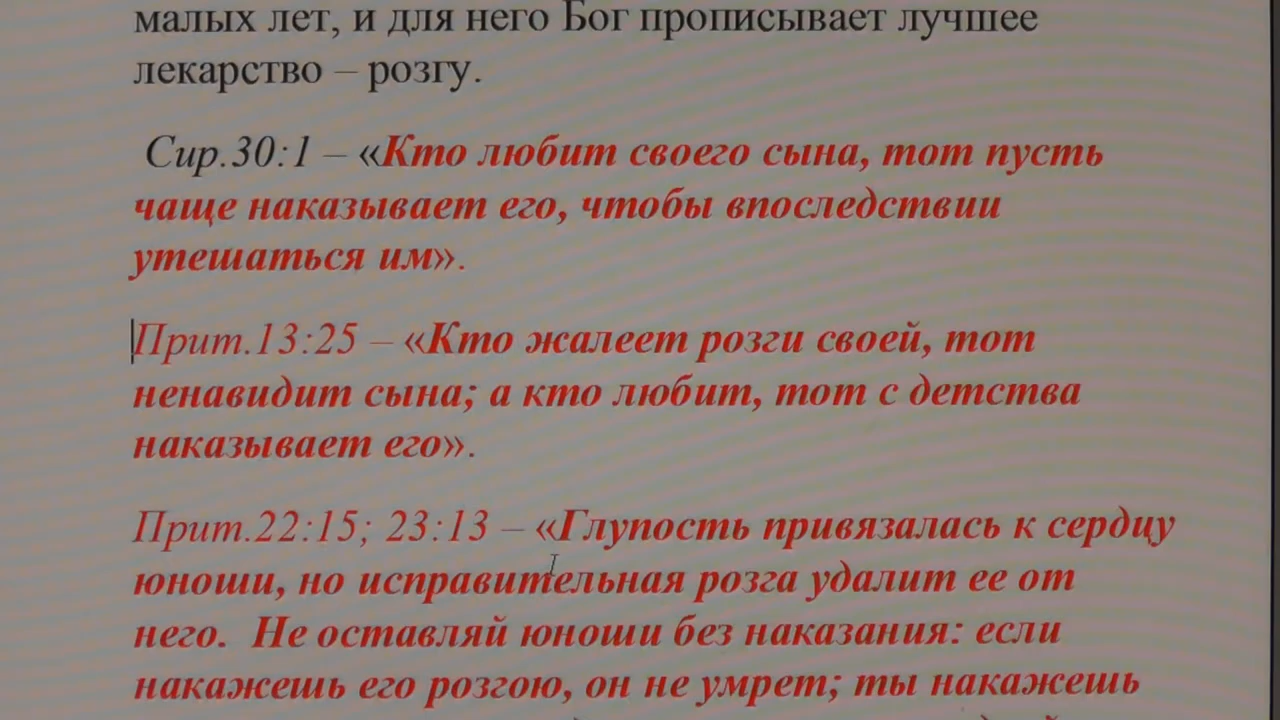 малых лет, и для него Бог прописывает лучшее
лекарство – розгу.
Сир.30:1 – «Кто любит своего сына, тот пусть
чаще наказывает его, чтобы впоследствии
утешаться им».
Прит.13:25 – «Кто жалеет розги своей, тот
ненавидит сына; а кто любит, тот с детства
наказывает его».
Прит.22:15; 23:13 – «Глупость привязалась к сердцу
юноши, но исправительная розга удалит ее от
него.  Не оставляй юноши без наказания: если
накажешь его розгою, он не умрет; ты накажешь